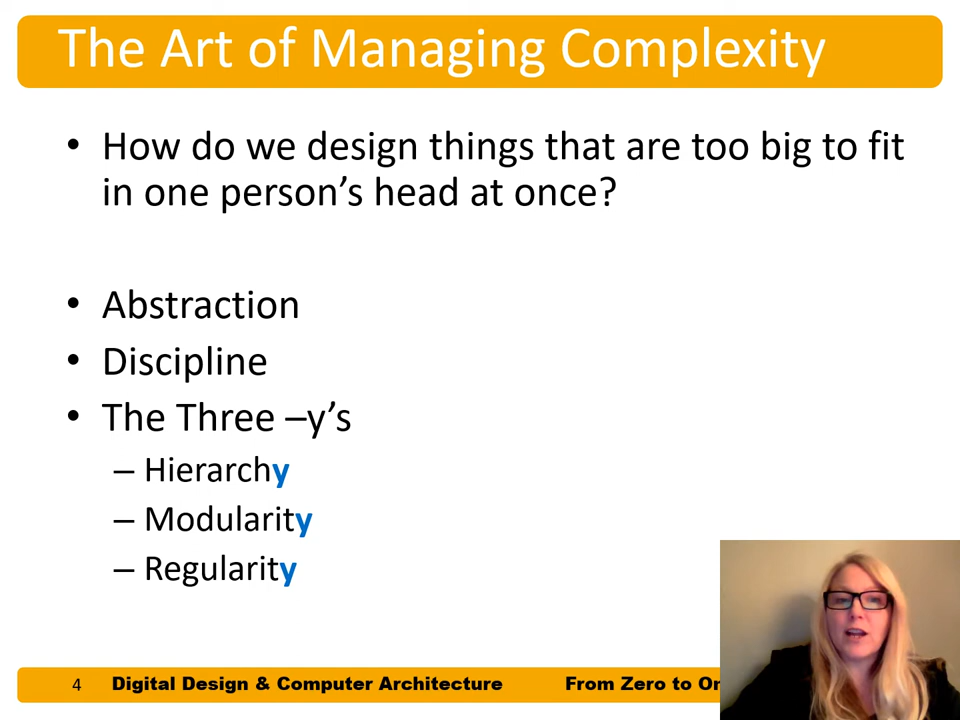 The Art of Managing Complexity
• How do we design things that are too big to fit
in one person’s head at once?
• Abstraction
• Discipline
• The Three –y’s
– Hierarchy
– Modularity
– Regularity
4 Digital Design & Computer Architecture From Zero to